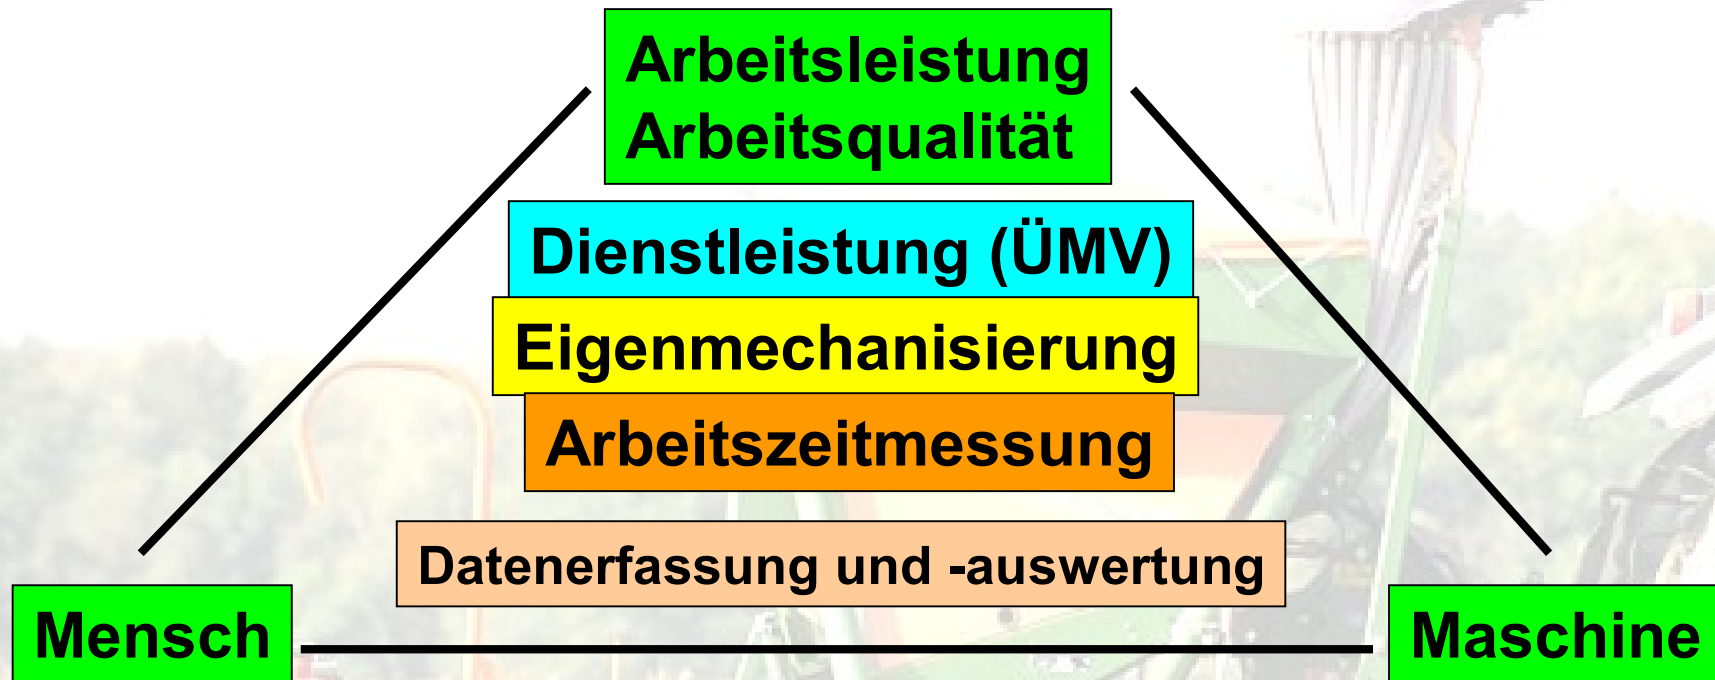 Arbeitsleistung
Arbeitsqualität
Dienstleistung (ÜMV)
Eigenmechanisierung
Arbeitszeitmessung
Datenerfassung und -auswertung
Mensch
Maschine